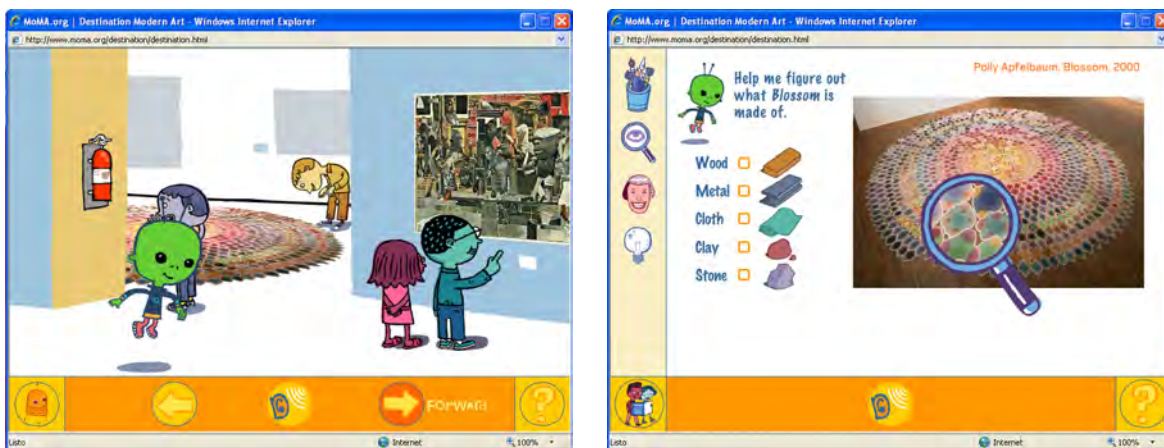 MoMA.org | Destination Modern Art - Windows Internet Explorer
http://www.moma.org/destination/destination.html
FORWARD
?
Listo
Internet
100%
MoMA.org | Destination Modern Art - Windows Internet Explorer
http://www.moma.org/destination/destination.html
Polly Apfelbaum, Blossom, 2000
Help me figure out
what Blossom is
made of.
Wood
Metal
Cloth
Clay
Stone
?
Listo
Internet
100%